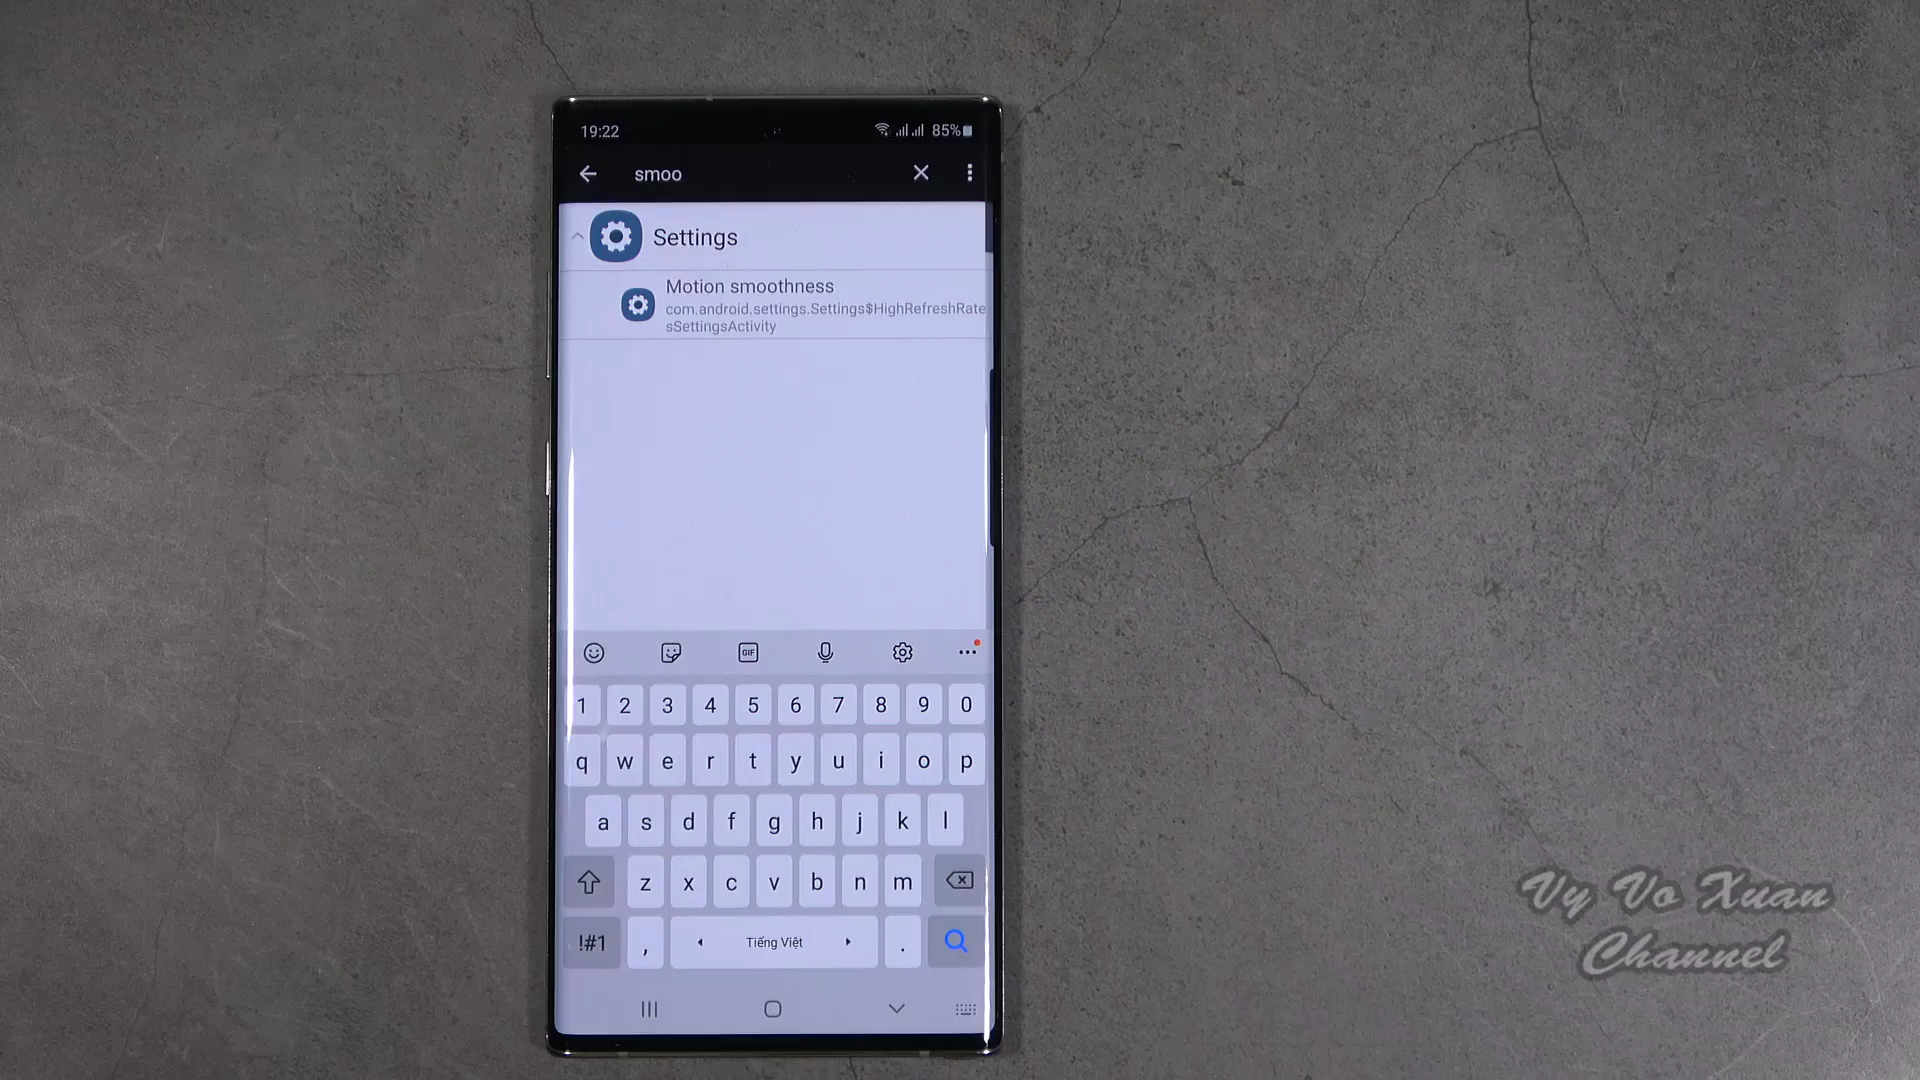 19:22
85%
smoo
Settings
Motion smoothness
com.android.settings.Settings$HighRefreshRate
sSettingsActivity
GIF
1 2 3 4 5 6 7 8 9 0
q w e r t y u i o p
a s d f g h j k l
z x c v b n m
!#1 , Tiếng Việt .
Vy Vo Xuan
Channel